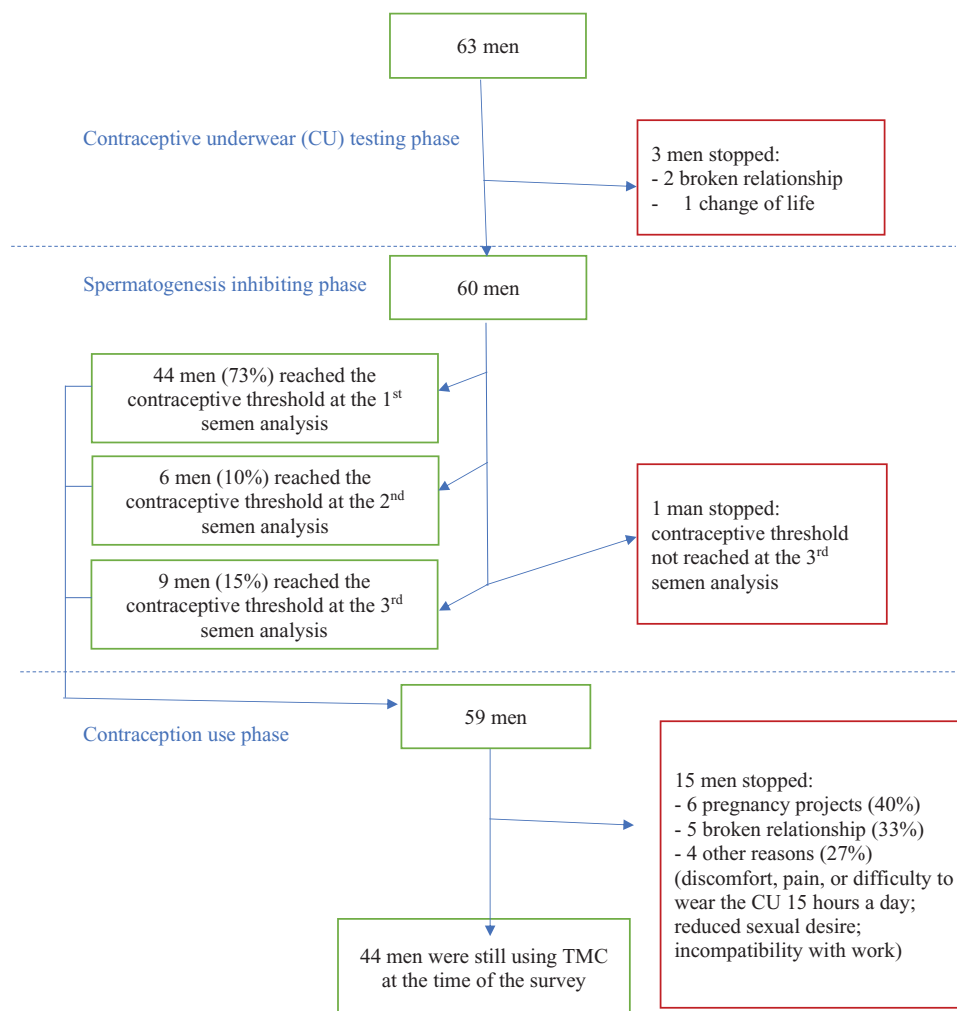 63 men
Contraceptive underwear (CU) testing phase
3 men stopped:
- 2 broken relationship
- 1 change of life
Spermatogenesis inhibiting phase
60 men
44 men (73%) reached the
contraceptive threshold at the 1st
semen analysis
6 men (10%) reached the
contraceptive threshold at the 2nd
semen analysis
1 man stopped:
contraceptive threshold
not reached at the 3rd
semen analysis
9 men (15%) reached the
contraceptive threshold at the 3rd
semen analysis
59 men
Contraception use phase
15 men stopped:
- 6 pregnancy projects (40%)
- 5 broken relationship (33%)
- 4 other reasons (27%)
(discomfort, pain, or difficulty to
wear the CU 15 hours a day;
reduced sexual desire;
incompatibility with work)
44 men were still using TMC
at the time of the survey